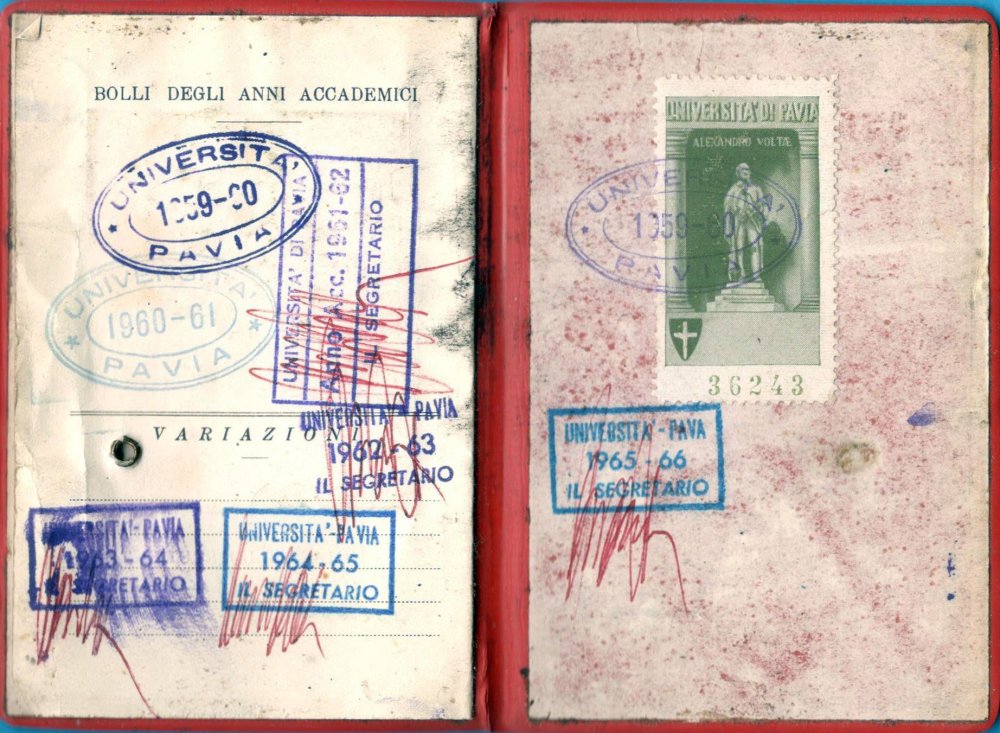 BOLLI DEGLI ANNI ACCADEMICI
UNIVERSITA'
1959-60
* PAVIA *
UNIVERSITA' DI PAVIA
Anno Acc. 1961-62
IL SEGRETARIO
UNIVERSITA'
1960-61
* PAVIA *
VARIAZIONI
UNIVERSITA' - PAVIA
1962-63
IL SEGRETARIO
UNIVERSITA'-PAVIA
1963-64
IL SEGRETARIO
UNIVERSITA'-PAVIA
1964-65
IL SEGRETARIO
UNIVERSITA' DI PAVIA
ALEXANDRO VOLTÆ
UNIVERSITA'
1959-60
* PAVIA *
36243
UNIVERSITA' - PAVA
1965-66
IL SEGRETARIO